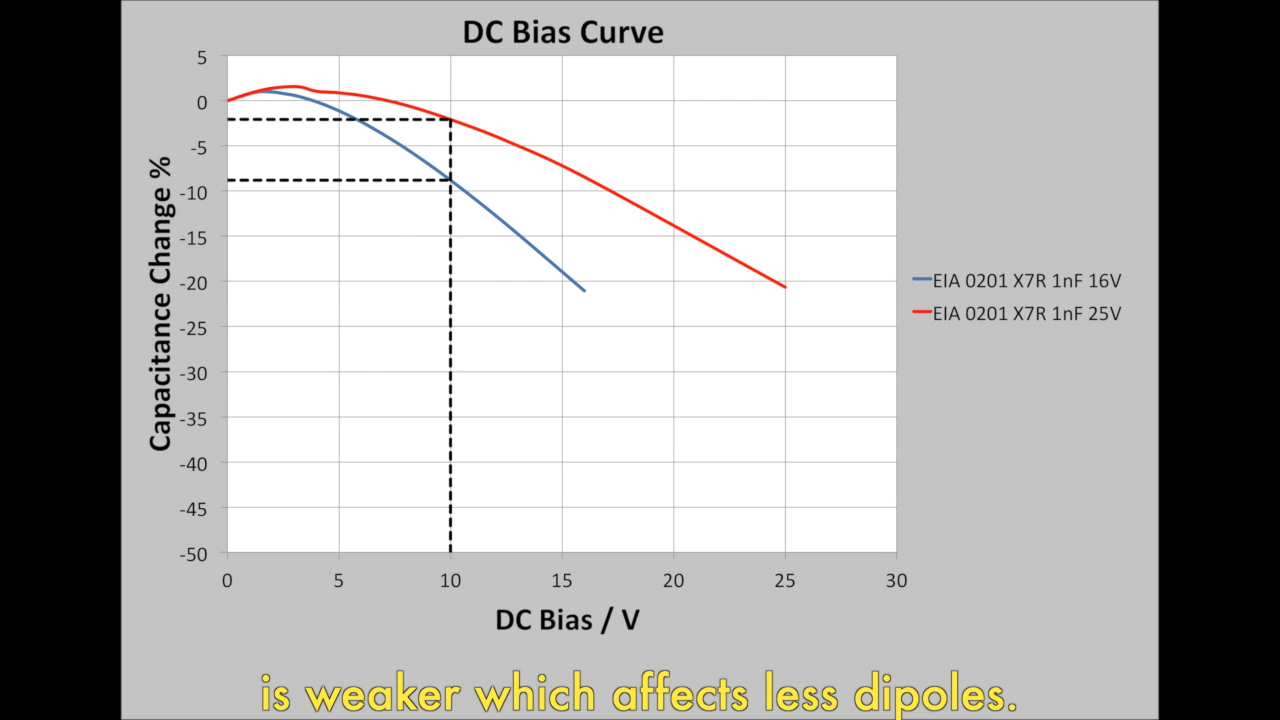 DC Bias Curve
5
0
-5
-10
-15
-20
-25
-30
-35
-40
-45
-50
Capacitance Change %
EIA 0201 X7R 1nF 16V
EIA 0201 X7R 1nF 25V
0 5 10 15 20 25 30
DC Bias / V
is weaker which affects less dipoles.